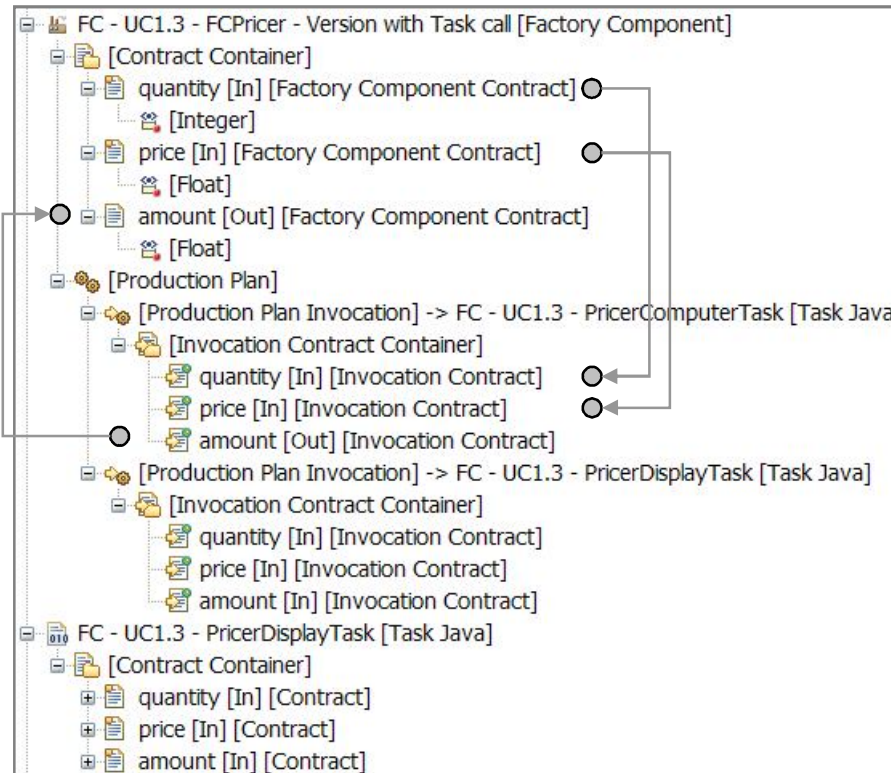 FC - UC1.3 - FCPricer - Version with Task call [Factory Component]
[Contract Container]
quantity [In] [Factory Component Contract]
[Integer]
price [In] [Factory Component Contract]
[Float]
amount [Out] [Factory Component Contract]
[Float]
[Production Plan]
[Production Plan Invocation] -> FC - UC1.3 - PricerComputerTask [Task Java
[Invocation Contract Container]
quantity [In] [Invocation Contract]
price [In] [Invocation Contract]
amount [Out] [Invocation Contract]
[Production Plan Invocation] -> FC - UC1.3 - PricerDisplayTask [Task Java]
[Invocation Contract Container]
quantity [In] [Invocation Contract]
price [In] [Invocation Contract]
amount [In] [Invocation Contract]
FC - UC1.3 - PricerDisplayTask [Task Java]
[Contract Container]
quantity [In] [Contract]
price [In] [Contract]
amount [In] [Contract]